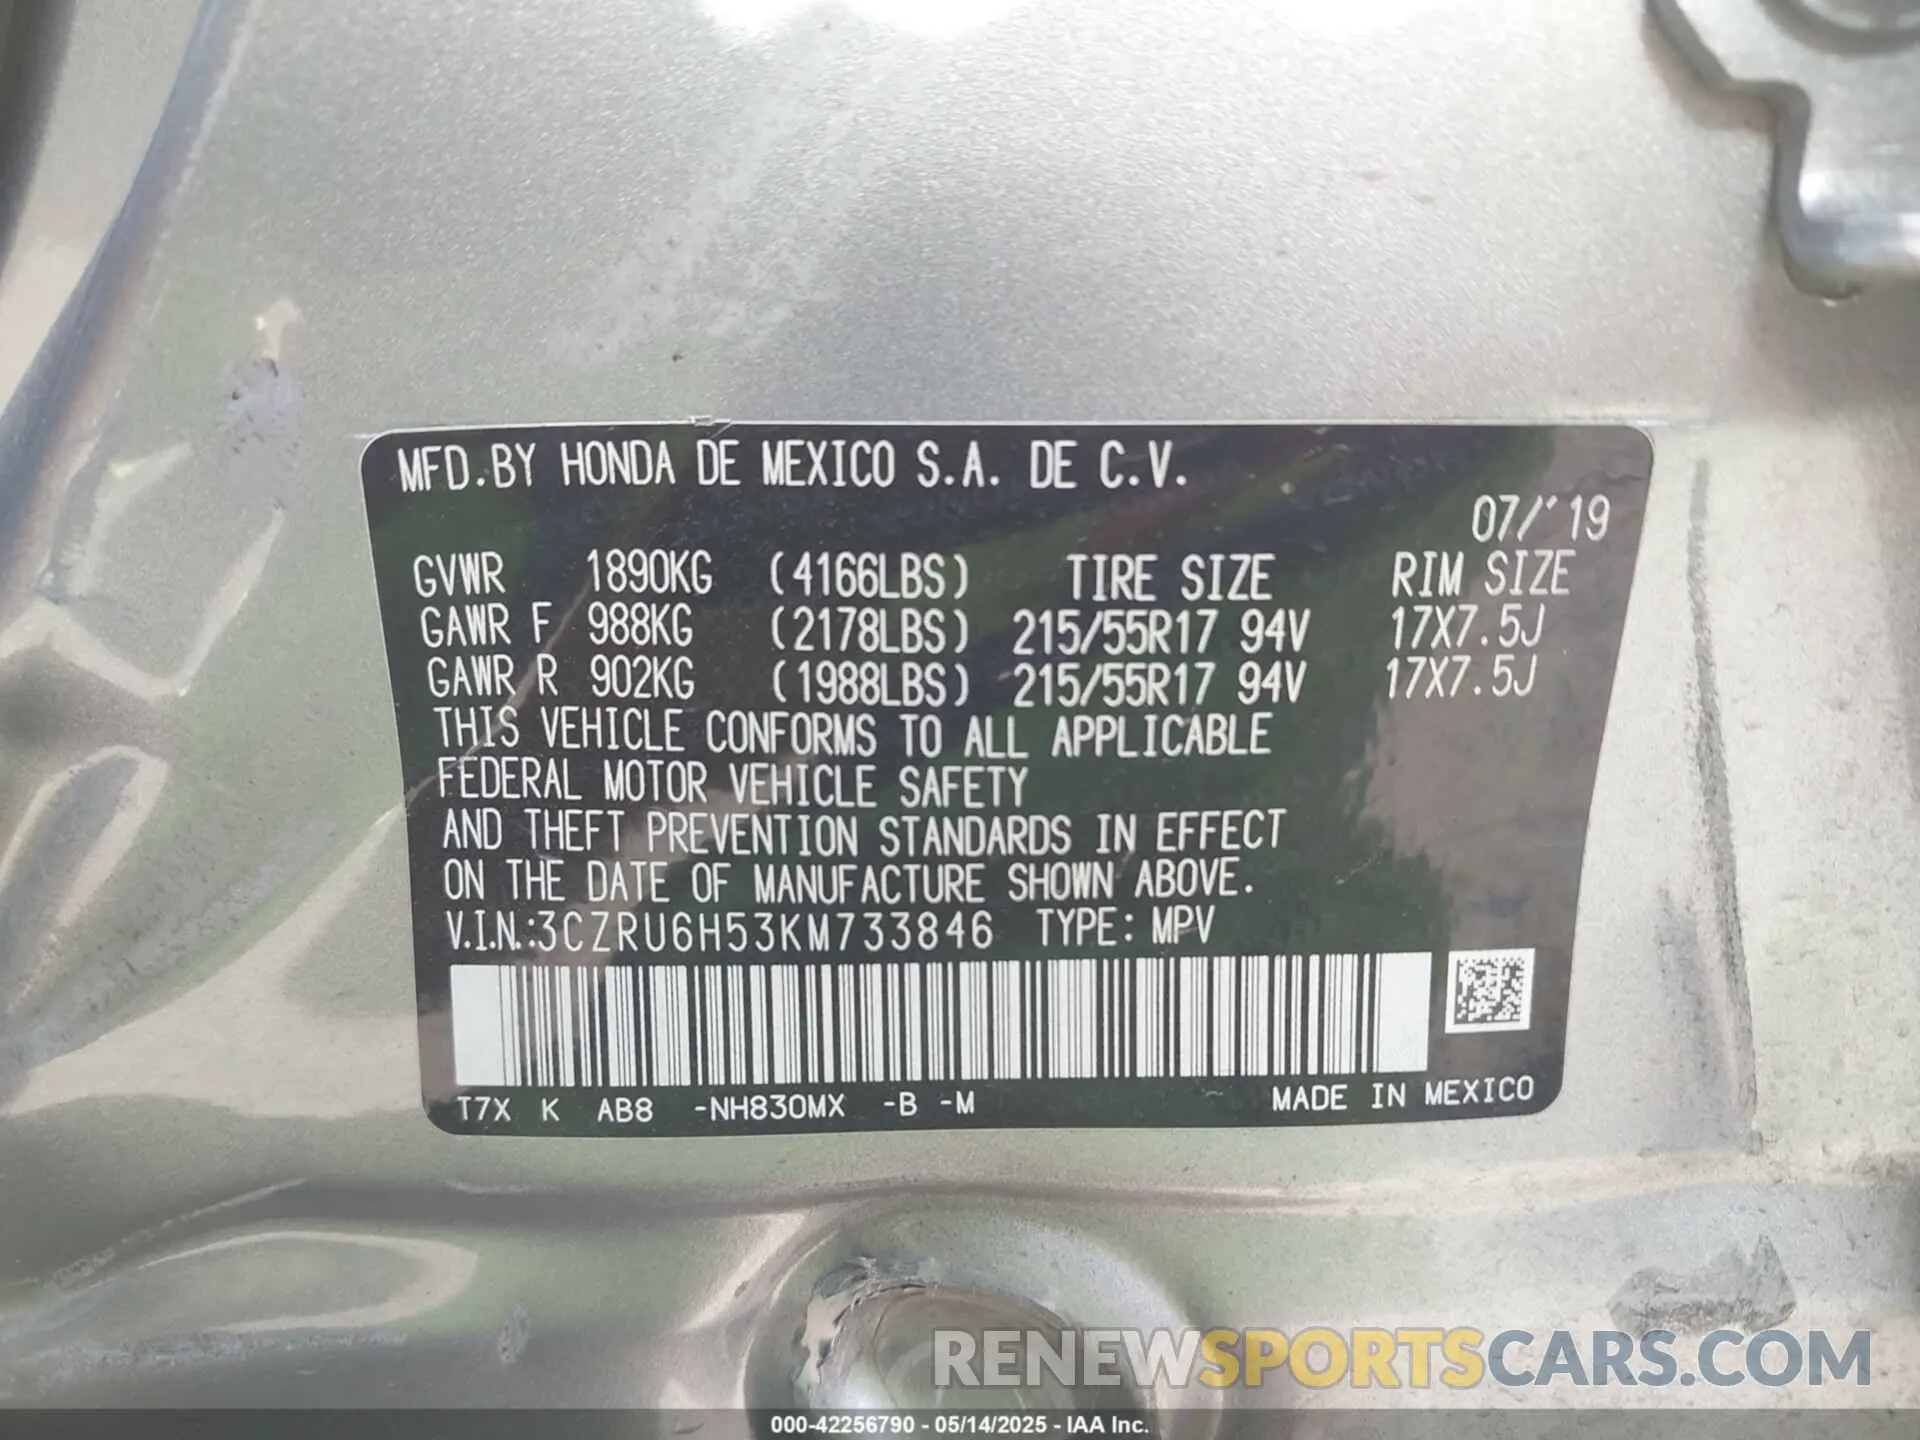 MFD.BY HONDA DE MEXICO S.A. DE C.V.
07/'19
GVWR 1890KG (4166LBS) TIRE SIZE RIM SIZE
GAWR F 988KG (2178LBS) 215/55R17 94V 17X7.5J
GAWR R 902KG (1988LBS) 215/55R17 94V 17X7.5J
THIS VEHICLE CONFORMS TO ALL APPLICABLE
FEDERAL MOTOR VEHICLE SAFETY
AND THEFT PREVENTION STANDARDS IN EFFECT
ON THE DATE OF MANUFACTURE SHOWN ABOVE.
V.I.N.:3CZRU6H53KM733846 TYPE: MPV
T7X K AB8 -NH830MX -B -M MADE IN MEXICO
RENEWSPORTSCARS.COM
000-42256790 - 05/14/2025 - IAA Inc.